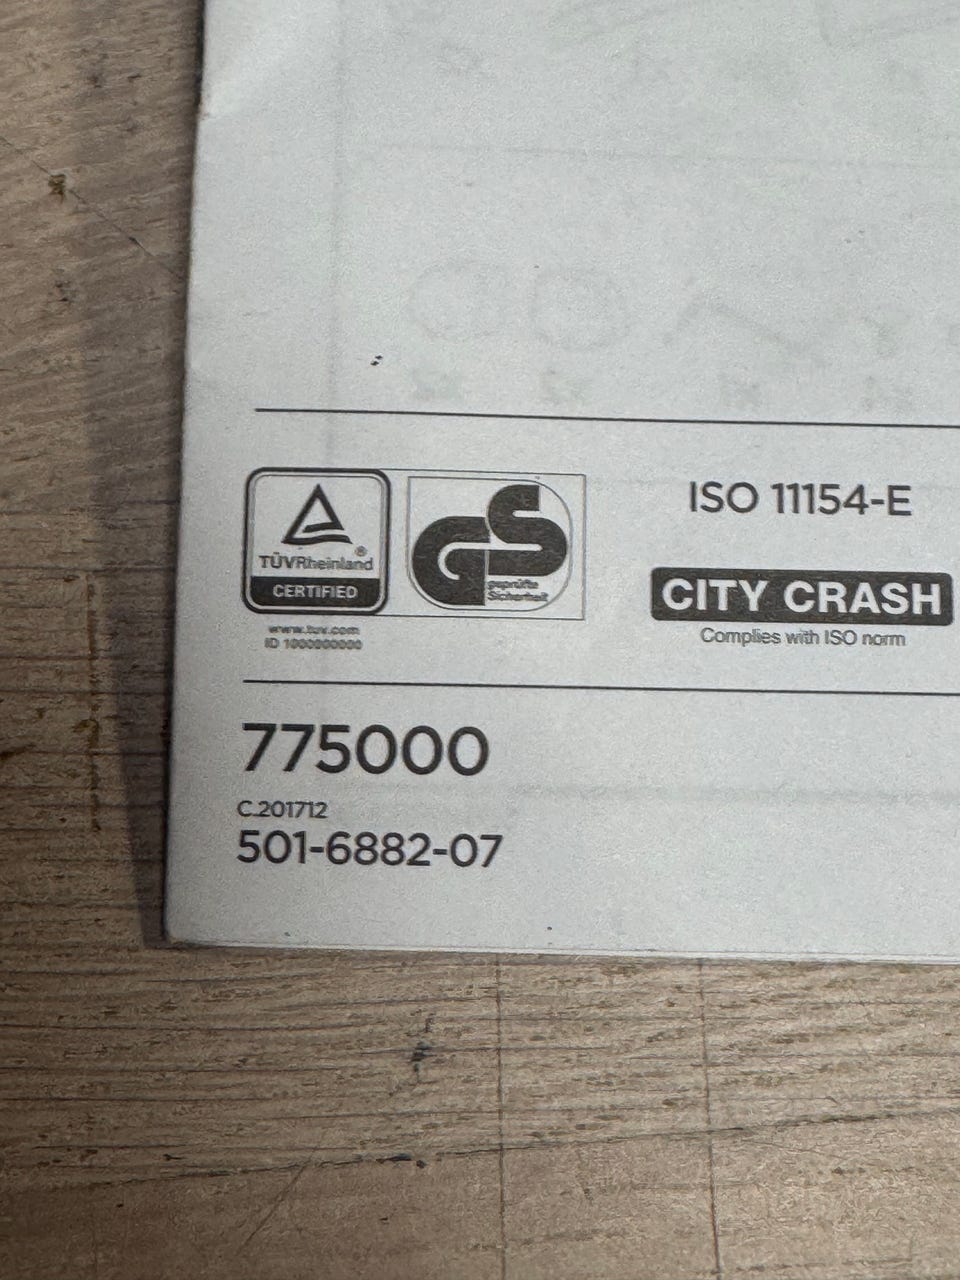 ISO 11154-E
TÜVRheinland®
CERTIFIED
GS
geprüfte
Sicherheit
CITY CRASH
Complies with ISO norm
www.tuv.com
ID 1000000000
775000
C.201712
501-6882-07